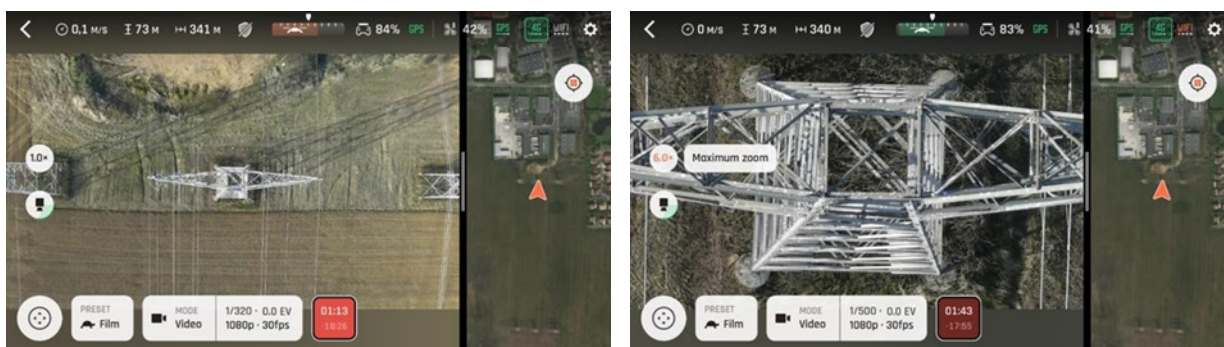 0,1 M/S 73 M 341 M 84% GPS 42% GPS 4G WIFI
1.0×
PRESET
Film
MODE
Video
1/320 · 0.0 EV
1080p · 30fps
01:13
-18:26
0 M/S 73 M 340 M 83% GPS 41% GPS 4G WIFI
6.0× Maximum zoom
PRESET
Film
MODE
Video
1/500 · 0.0 EV
1080p · 30fps
01:43
-17:55